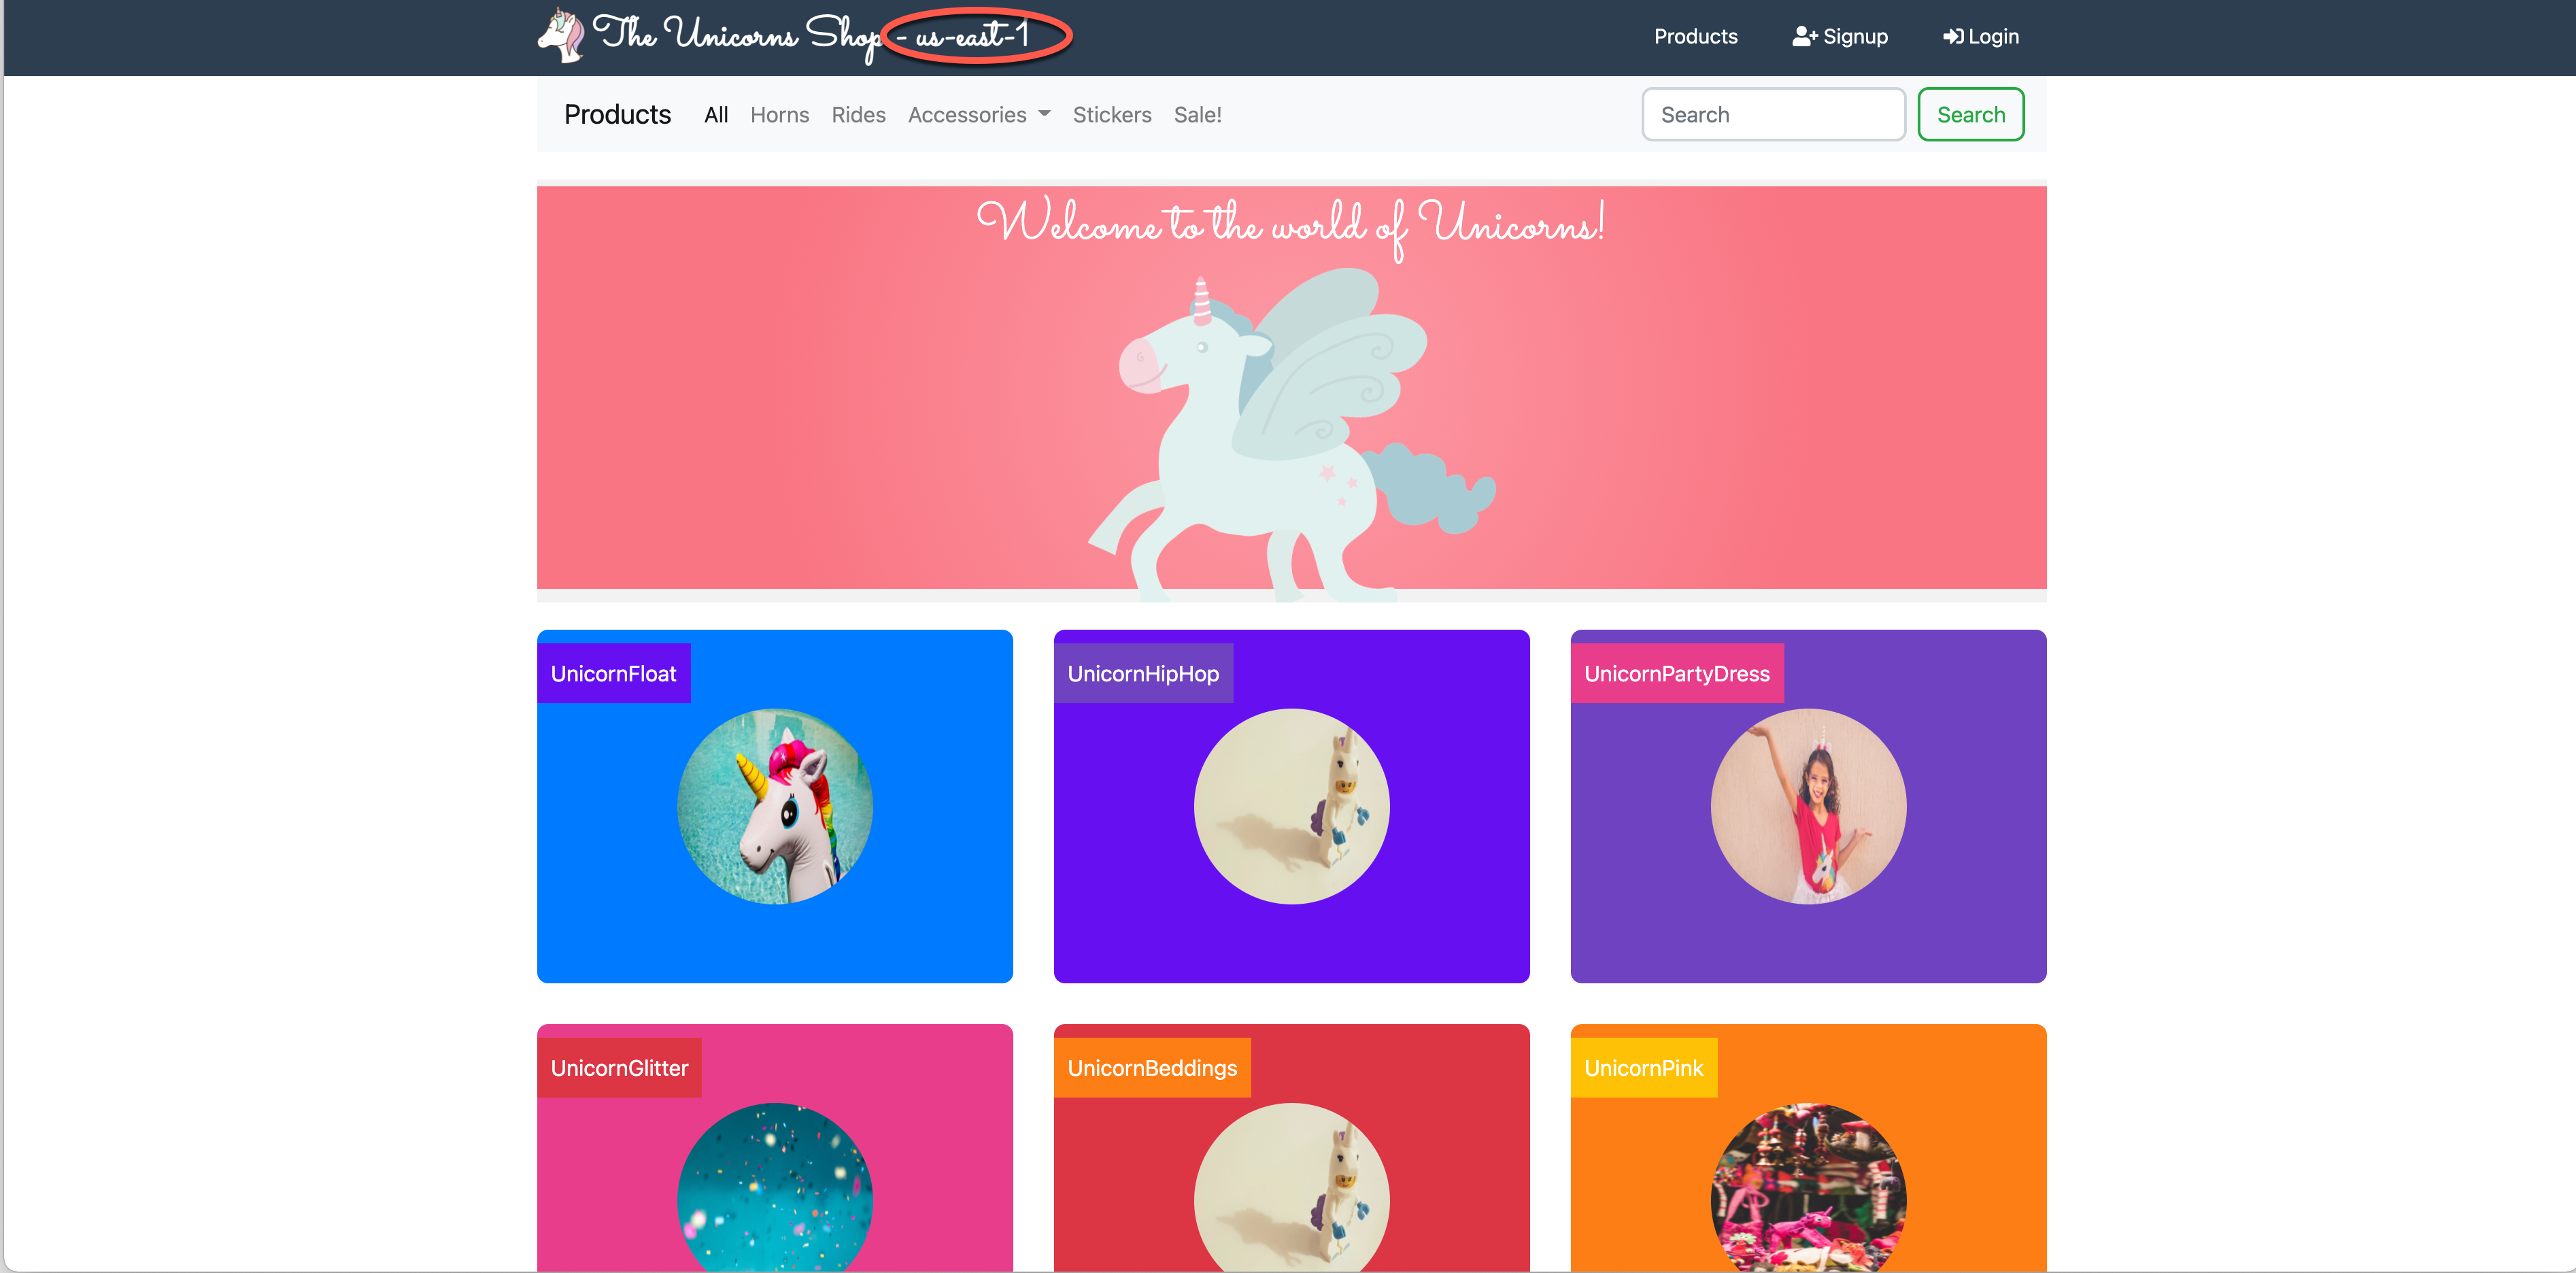 The Unicorns Shop - us-east-1
Products Signup Login
Products All Horns Rides Accessories Stickers Sale!
Search Search
Welcome to the world of Unicorns!
UnicornFloat
UnicornHipHop
UnicornPartyDress
UnicornGlitter
UnicornBeddings
UnicornPink